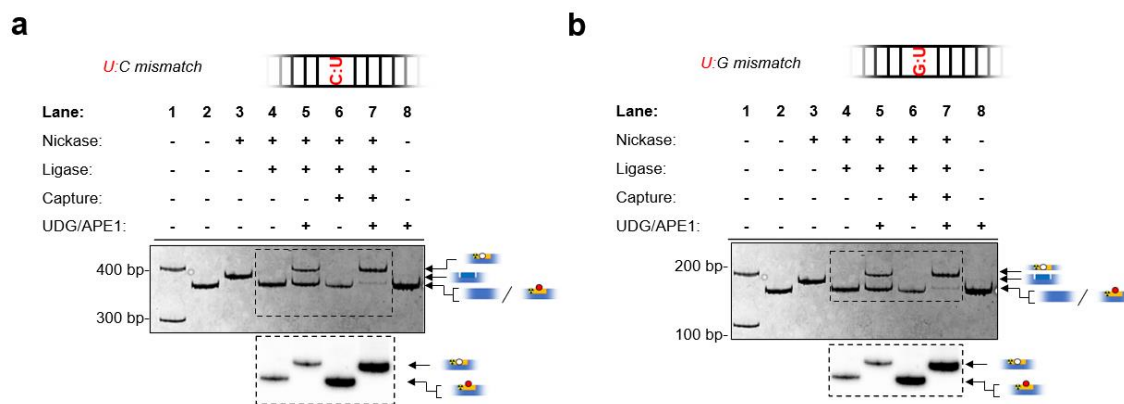 a
U:C mismatch
C:U
Lane: 1 2 3 4 5 6 7 8
Nickase: - - + + + + + -
Ligase: - - - + + + + -
Capture: - - - - - + + -
UDG/APE1: - - - - + - + +
400 bp-
/
300 bp-
b
U:G mismatch
G:U
Lane: 1 2 3 4 5 6 7 8
Nickase: - - + + + + + -
Ligase: - - - + + + + -
Capture: - - - - - + + -
UDG/APE1: - - - - + - + +
200 bp-
/
100 bp-